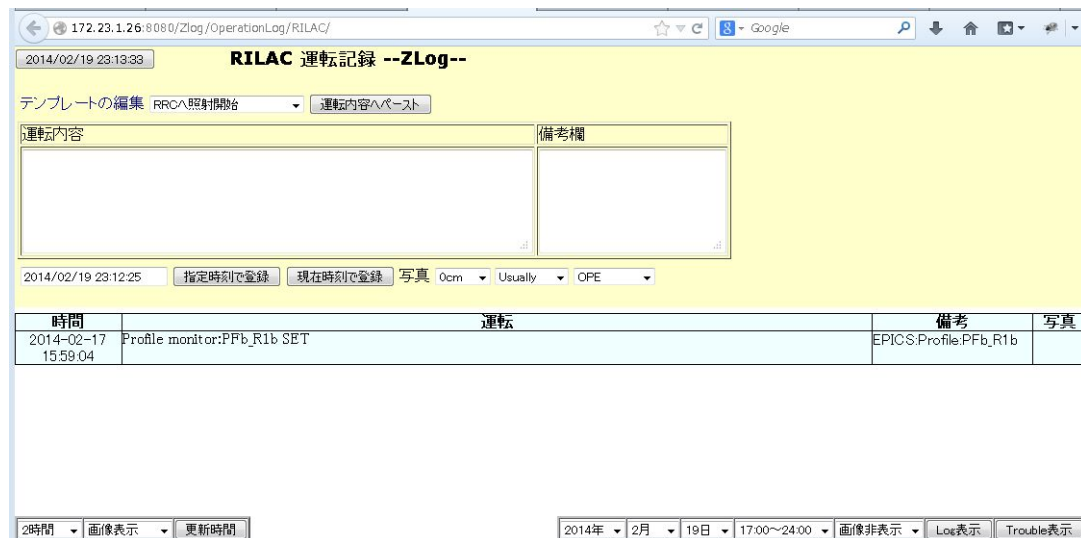 172.23.1.26:8080/Zlog/OperationLog/RILAC/
Google
2014/02/19 23:13:33
RILAC 運転記録 --ZLog--
テンプレートの編集 RRCへ照射開始 運転内容へペースト
運転内容 備考欄
2014/02/19 23:12:25 指定時刻で登録 現在時刻で登録 写真 0cm Usually OPE
時間 運転 備考 写真
2014-02-17 Profile monitor:PFb_R1b SET EPICS:Profile:PFb_R1b
15:59:04
2時間 画像表示 更新時間 2014年 2月 19日 17:00～24:00 画像非表示 Log表示 Trouble表示